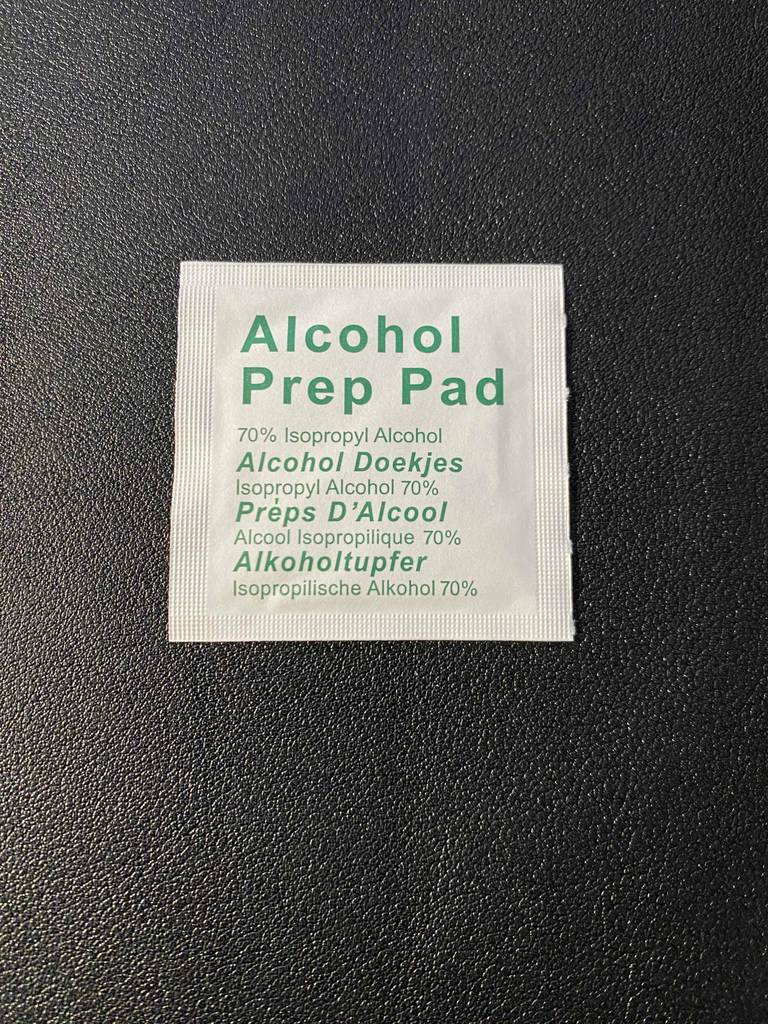 Alcohol
Prep Pad
70% Isopropyl Alcohol
Alcohol Doekjes
Isopropyl Alcohol 70%
Prėps D’Alcool
Alcool Isopropilique 70%
Alkoholtupfer
Isopropilische Alkohol 70%